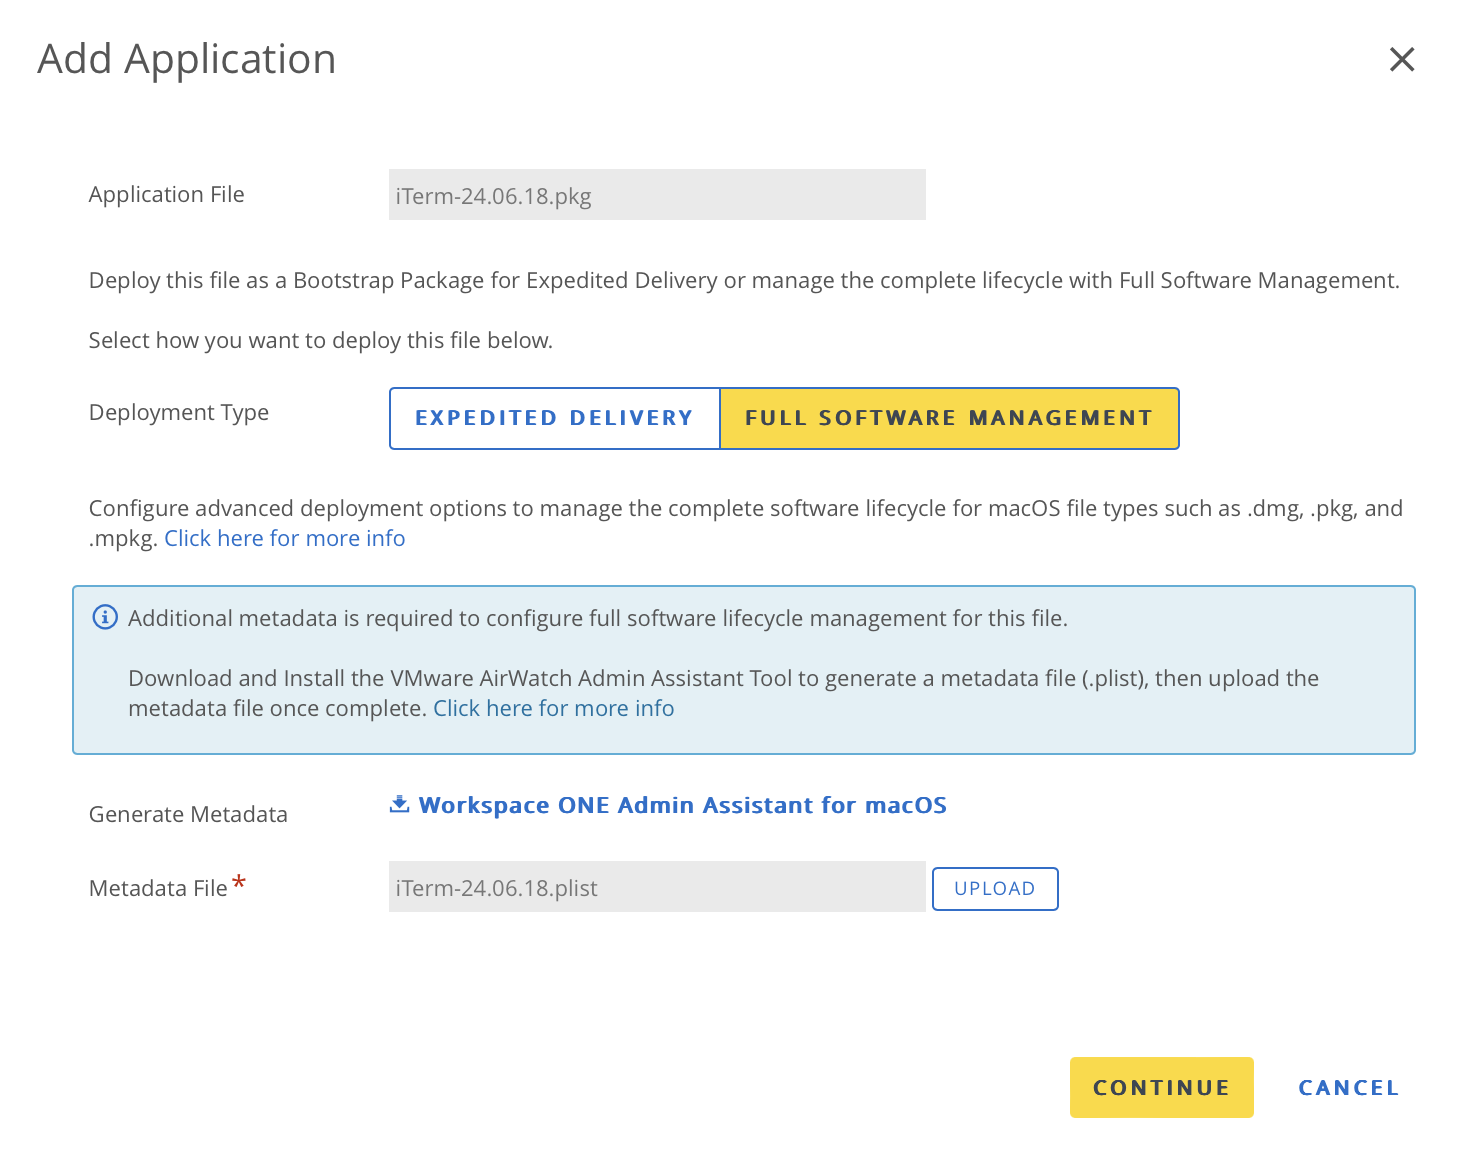 Add Application
Application File
iTerm-24.06.18.pkg
Deploy this file as a Bootstrap Package for Expedited Delivery or manage the complete lifecycle with Full Software Management.
Select how you want to deploy this file below.
Deployment Type
EXPEDITED DELIVERY
FULL SOFTWARE MANAGEMENT
Configure advanced deployment options to manage the complete software lifecycle for macOS file types such as .dmg, .pkg, and
.mpkg. Click here for more info
Additional metadata is required to configure full software lifecycle management for this file.
Download and Install the VMware AirWatch Admin Assistant Tool to generate a metadata file (.plist), then upload the
metadata file once complete. Click here for more info
Generate Metadata
Workspace ONE Admin Assistant for macOS
Metadata File*
iTerm-24.06.18.plist
UPLOAD
CONTINUE
CANCEL